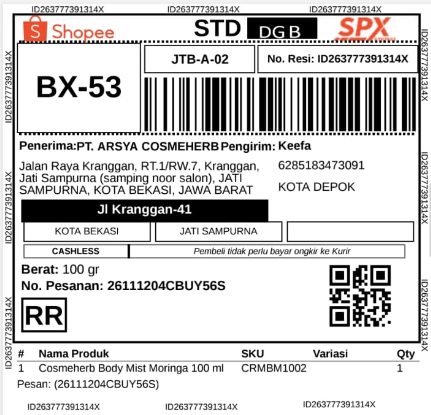 ID263777391314X ID263777391314X ID263777391314X
Shopee STD DG B SPX
BX-53
JTB-A-02
No. Resi: ID263777391314X
Penerima:PT. ARSYA COSMEHERB Pengirim: Keefa
Jalan Raya Kranggan, RT.1/RW.7, Kranggan,
Jati Sampurna (samping noor salon), JATI
SAMPURNA, KOTA BEKASI, JAWA BARAT
6285183473091
KOTA DEPOK
Jl Kranggan-41
KOTA BEKASI JATI SAMPURNA
CASHLESS Pembeli tidak perlu bayar ongkir ke Kurir
Berat: 100 gr
No. Pesanan: 26111204CBUY56S
RR
# Nama Produk SKU Variasi Qty
1 Cosmeherb Body Mist Moringa 100 ml CRMBM1002 1
Pesan: (26111204CBUY56S)
ID263777391314X ID263777391314X ID263777391314X
ID263777391314X
ID263777391314X
ID263777391314X
ID263777391314X
ID263777391314X
ID263777391314X